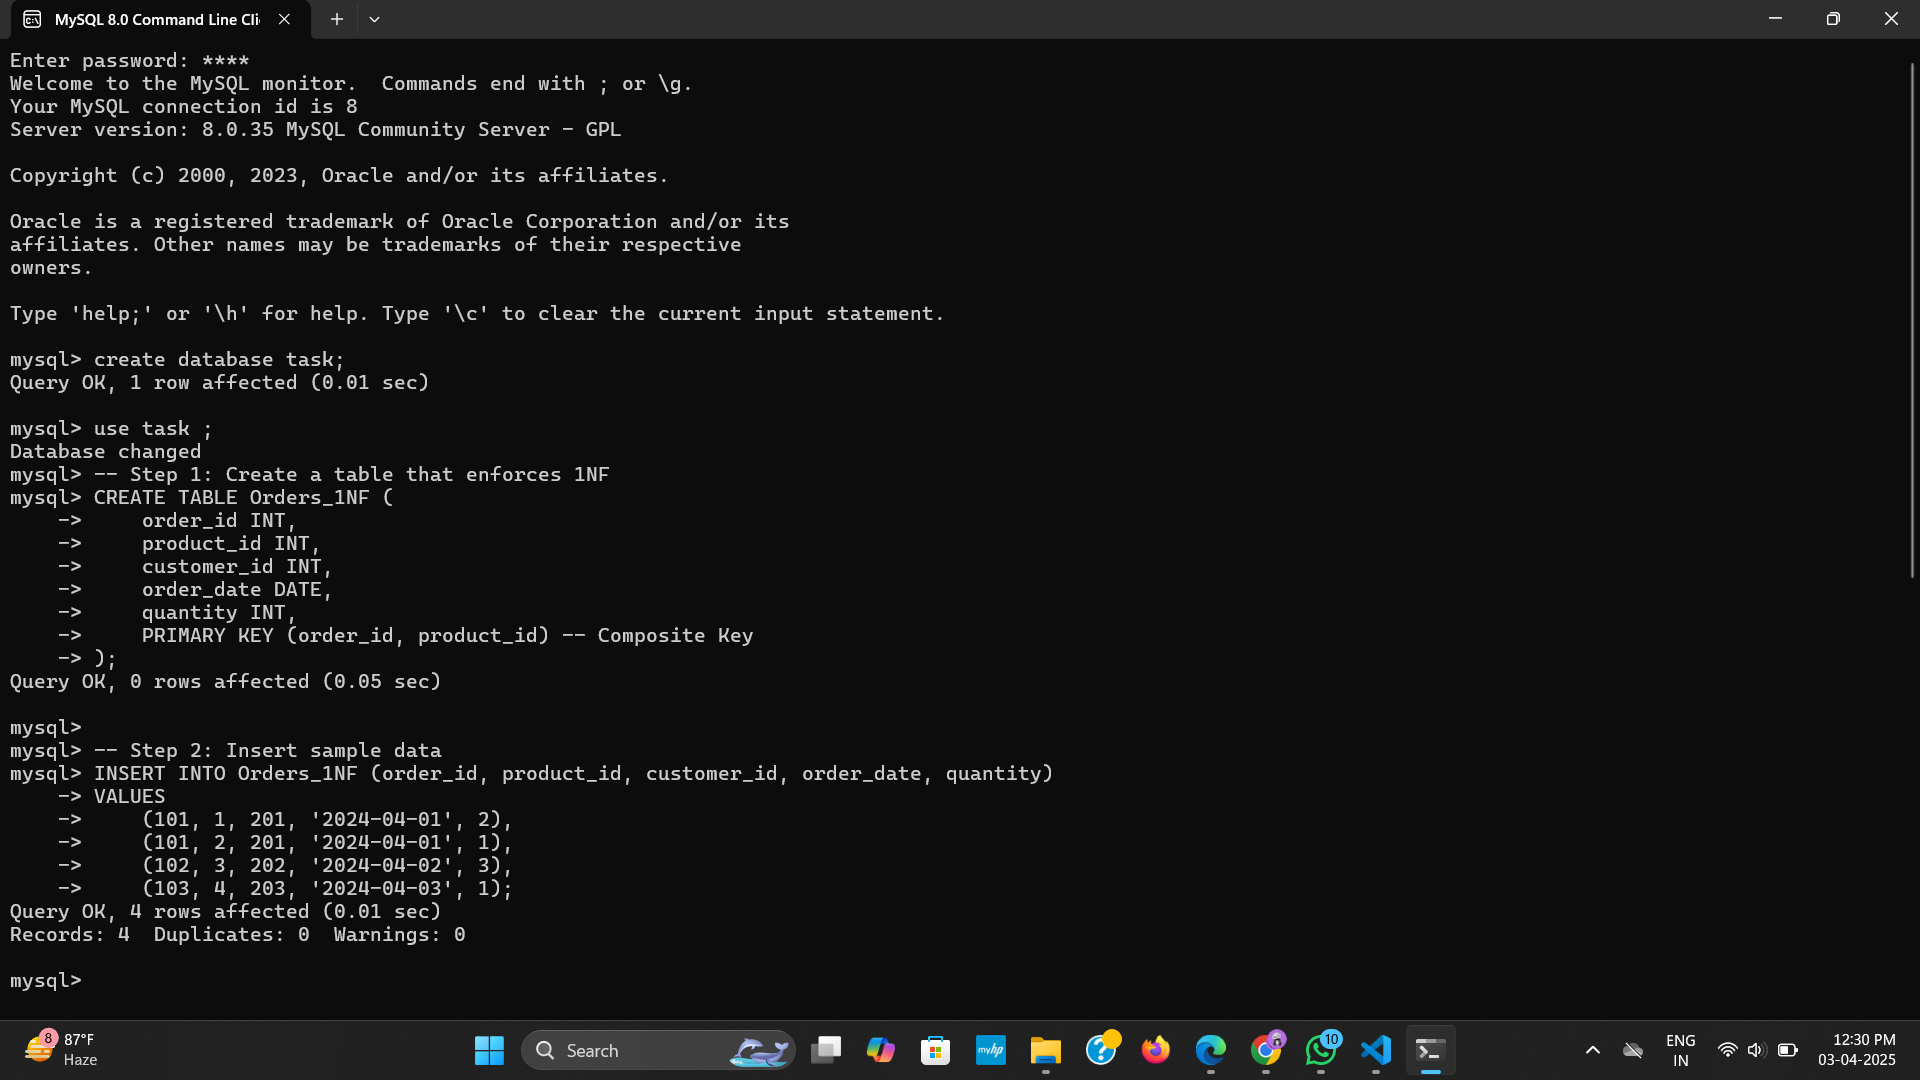 MySQL 8.0 Command Line Cli
Enter password: ****
Welcome to the MySQL monitor.  Commands end with ; or \g.
Your MySQL connection id is 8
Server version: 8.0.35 MySQL Community Server - GPL
Copyright (c) 2000, 2023, Oracle and/or its affiliates.
Oracle is a registered trademark of Oracle Corporation and/or its
affiliates. Other names may be trademarks of their respective
owners.
Type 'help;' or '\h' for help. Type '\c' to clear the current input statement.
mysql> create database task;
Query OK, 1 row affected (0.01 sec)
mysql> use task ;
Database changed
mysql> -- Step 1: Create a table that enforces 1NF
mysql> CREATE TABLE Orders_1NF (
    ->     order_id INT,
    ->     product_id INT,
    ->     customer_id INT,
    ->     order_date DATE,
    ->     quantity INT,
    ->     PRIMARY KEY (order_id, product_id) -- Composite Key
    -> );
Query OK, 0 rows affected (0.05 sec)
mysql>
mysql> -- Step 2: Insert sample data
mysql> INSERT INTO Orders_1NF (order_id, product_id, customer_id, order_date, quantity)
    -> VALUES
    ->     (101, 1, 201, '2024-04-01', 2),
    ->     (101, 2, 201, '2024-04-01', 1),
    ->     (102, 3, 202, '2024-04-02', 3),
    ->     (103, 4, 203, '2024-04-03', 1);
Query OK, 4 rows affected (0.01 sec)
Records: 4  Duplicates: 0  Warnings: 0
mysql>
8
87°F
Haze
Search
myhp
10
ENG
IN
12:30 PM
03-04-2025